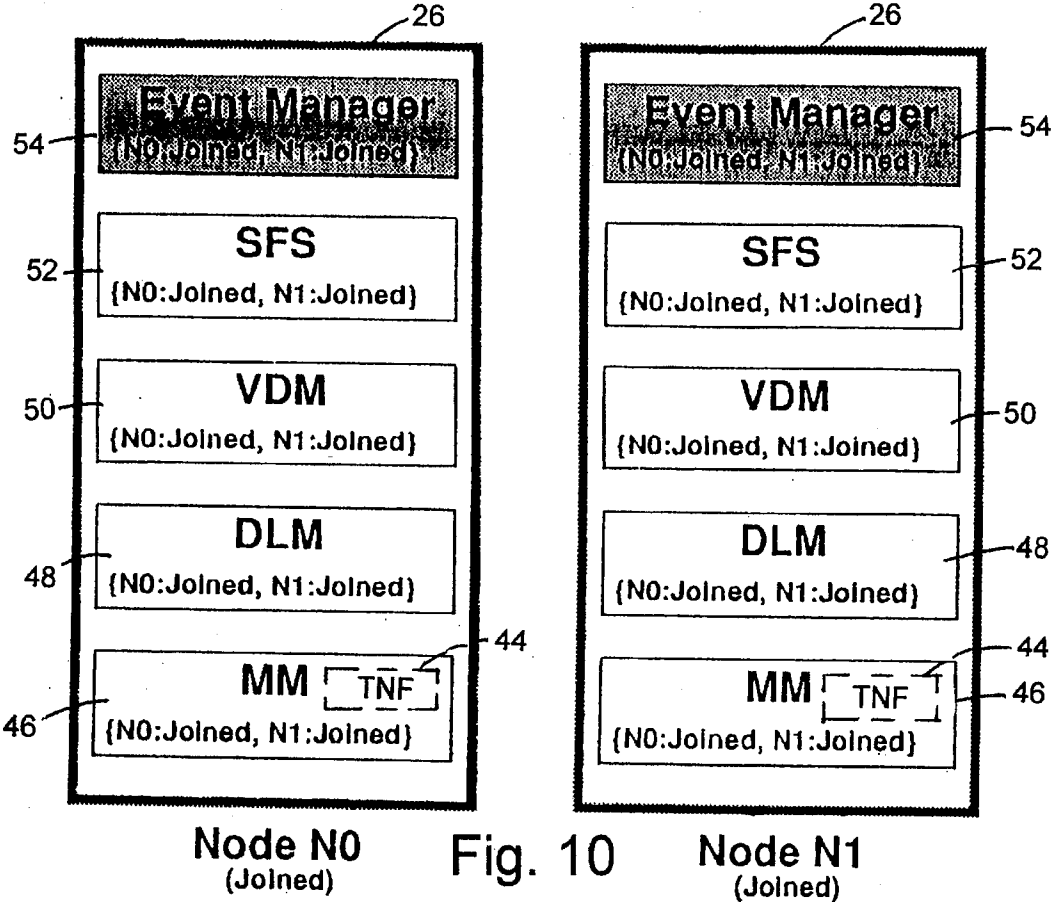 26
Event Manager
{N0:Joined, N1:Joined}
54
SFS
{N0:Joined, N1:Joined}
52
VDM
{N0:Joined, N1:Joined}
50
DLM
{N0:Joined, N1:Joined}
48
MM
TNF
44
{N0:Joined, N1:Joined}
46
Node N0
(Joined)
26
Event Manager
{N0:Joined, N1:Joined}
54
SFS
{N0:Joined, N1:Joined}
52
VDM
{N0:Joined, N1:Joined}
50
DLM
{N0:Joined, N1:Joined}
48
MM
TNF
44
46
{N0:Joined, N1:Joined}
Node N1
(Joined)
Fig. 10